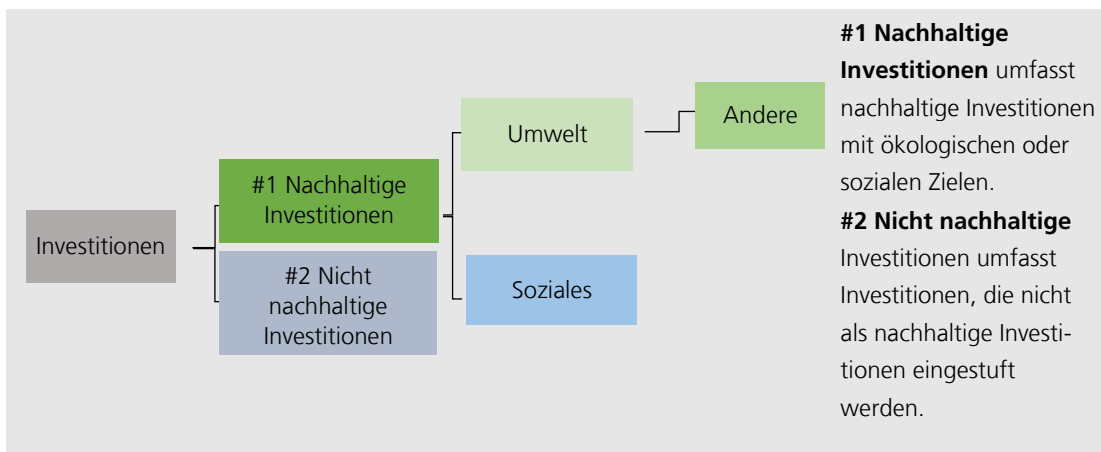 Investitionen
#1 Nachhaltige
Investitionen
#2 Nicht
nachhaltige
Investitionen
Umwelt
Soziales
Andere
#1 Nachhaltige
Investitionen umfasst
nachhaltige Investitionen
mit ökologischen oder
sozialen Zielen.
#2 Nicht nachhaltige
Investitionen umfasst
Investitionen, die nicht
als nachhaltige Investi-
tionen eingestuft
werden.